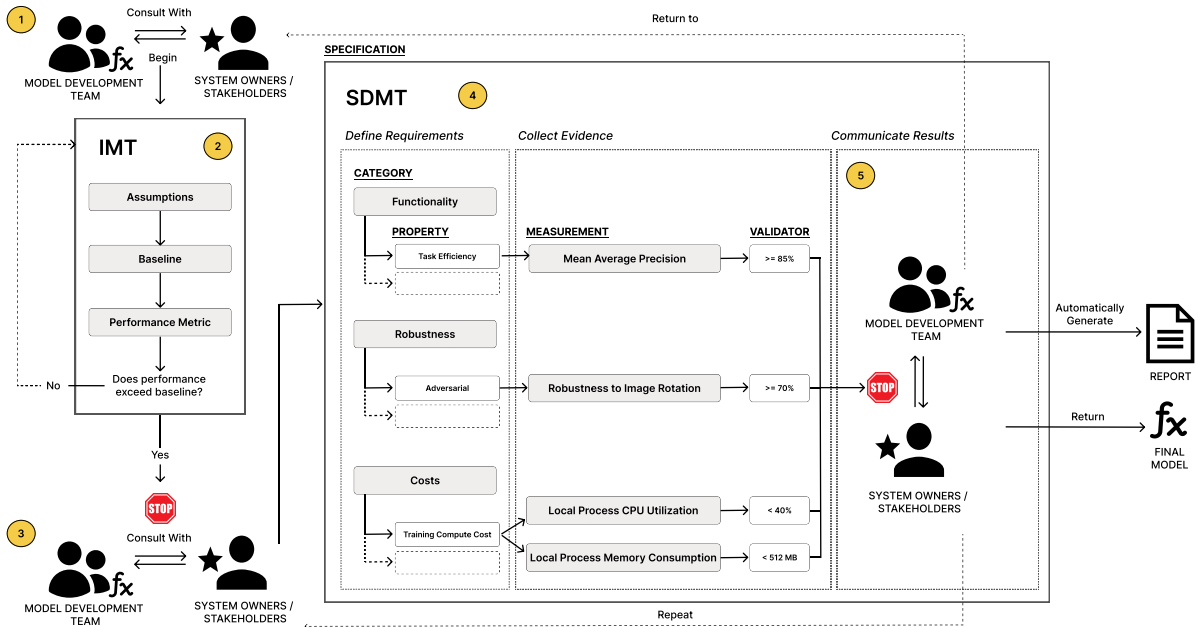 1
Consult With
Begin
fx
MODEL DEVELOPMENT
TEAM
SYSTEM OWNERS /
STAKEHOLDERS
Return to
IMT
2
Assumptions
Baseline
Performance Metric
Does performance
exceed baseline?
No
Yes
STOP
3
Consult With
fx
MODEL DEVELOPMENT
TEAM
SYSTEM OWNERS /
STAKEHOLDERS
SPECIFICATION
SDMT
4
Define Requirements
Collect Evidence
Communicate Results
CATEGORY
Functionality
PROPERTY
MEASUREMENT
VALIDATOR
Task Efficiency
Mean Average Precision
>= 85%
Robustness
Adversarial
Robustness to Image Rotation
>= 70%
Costs
Training Compute Cost
Local Process CPU Utilization
< 40%
Local Process Memory Consumption
< 512 MB
5
fx
MODEL DEVELOPMENT
TEAM
STOP
SYSTEM OWNERS /
STAKEHOLDERS
Repeat
Automatically
Generate
REPORT
Return
fx
FINAL
MODEL